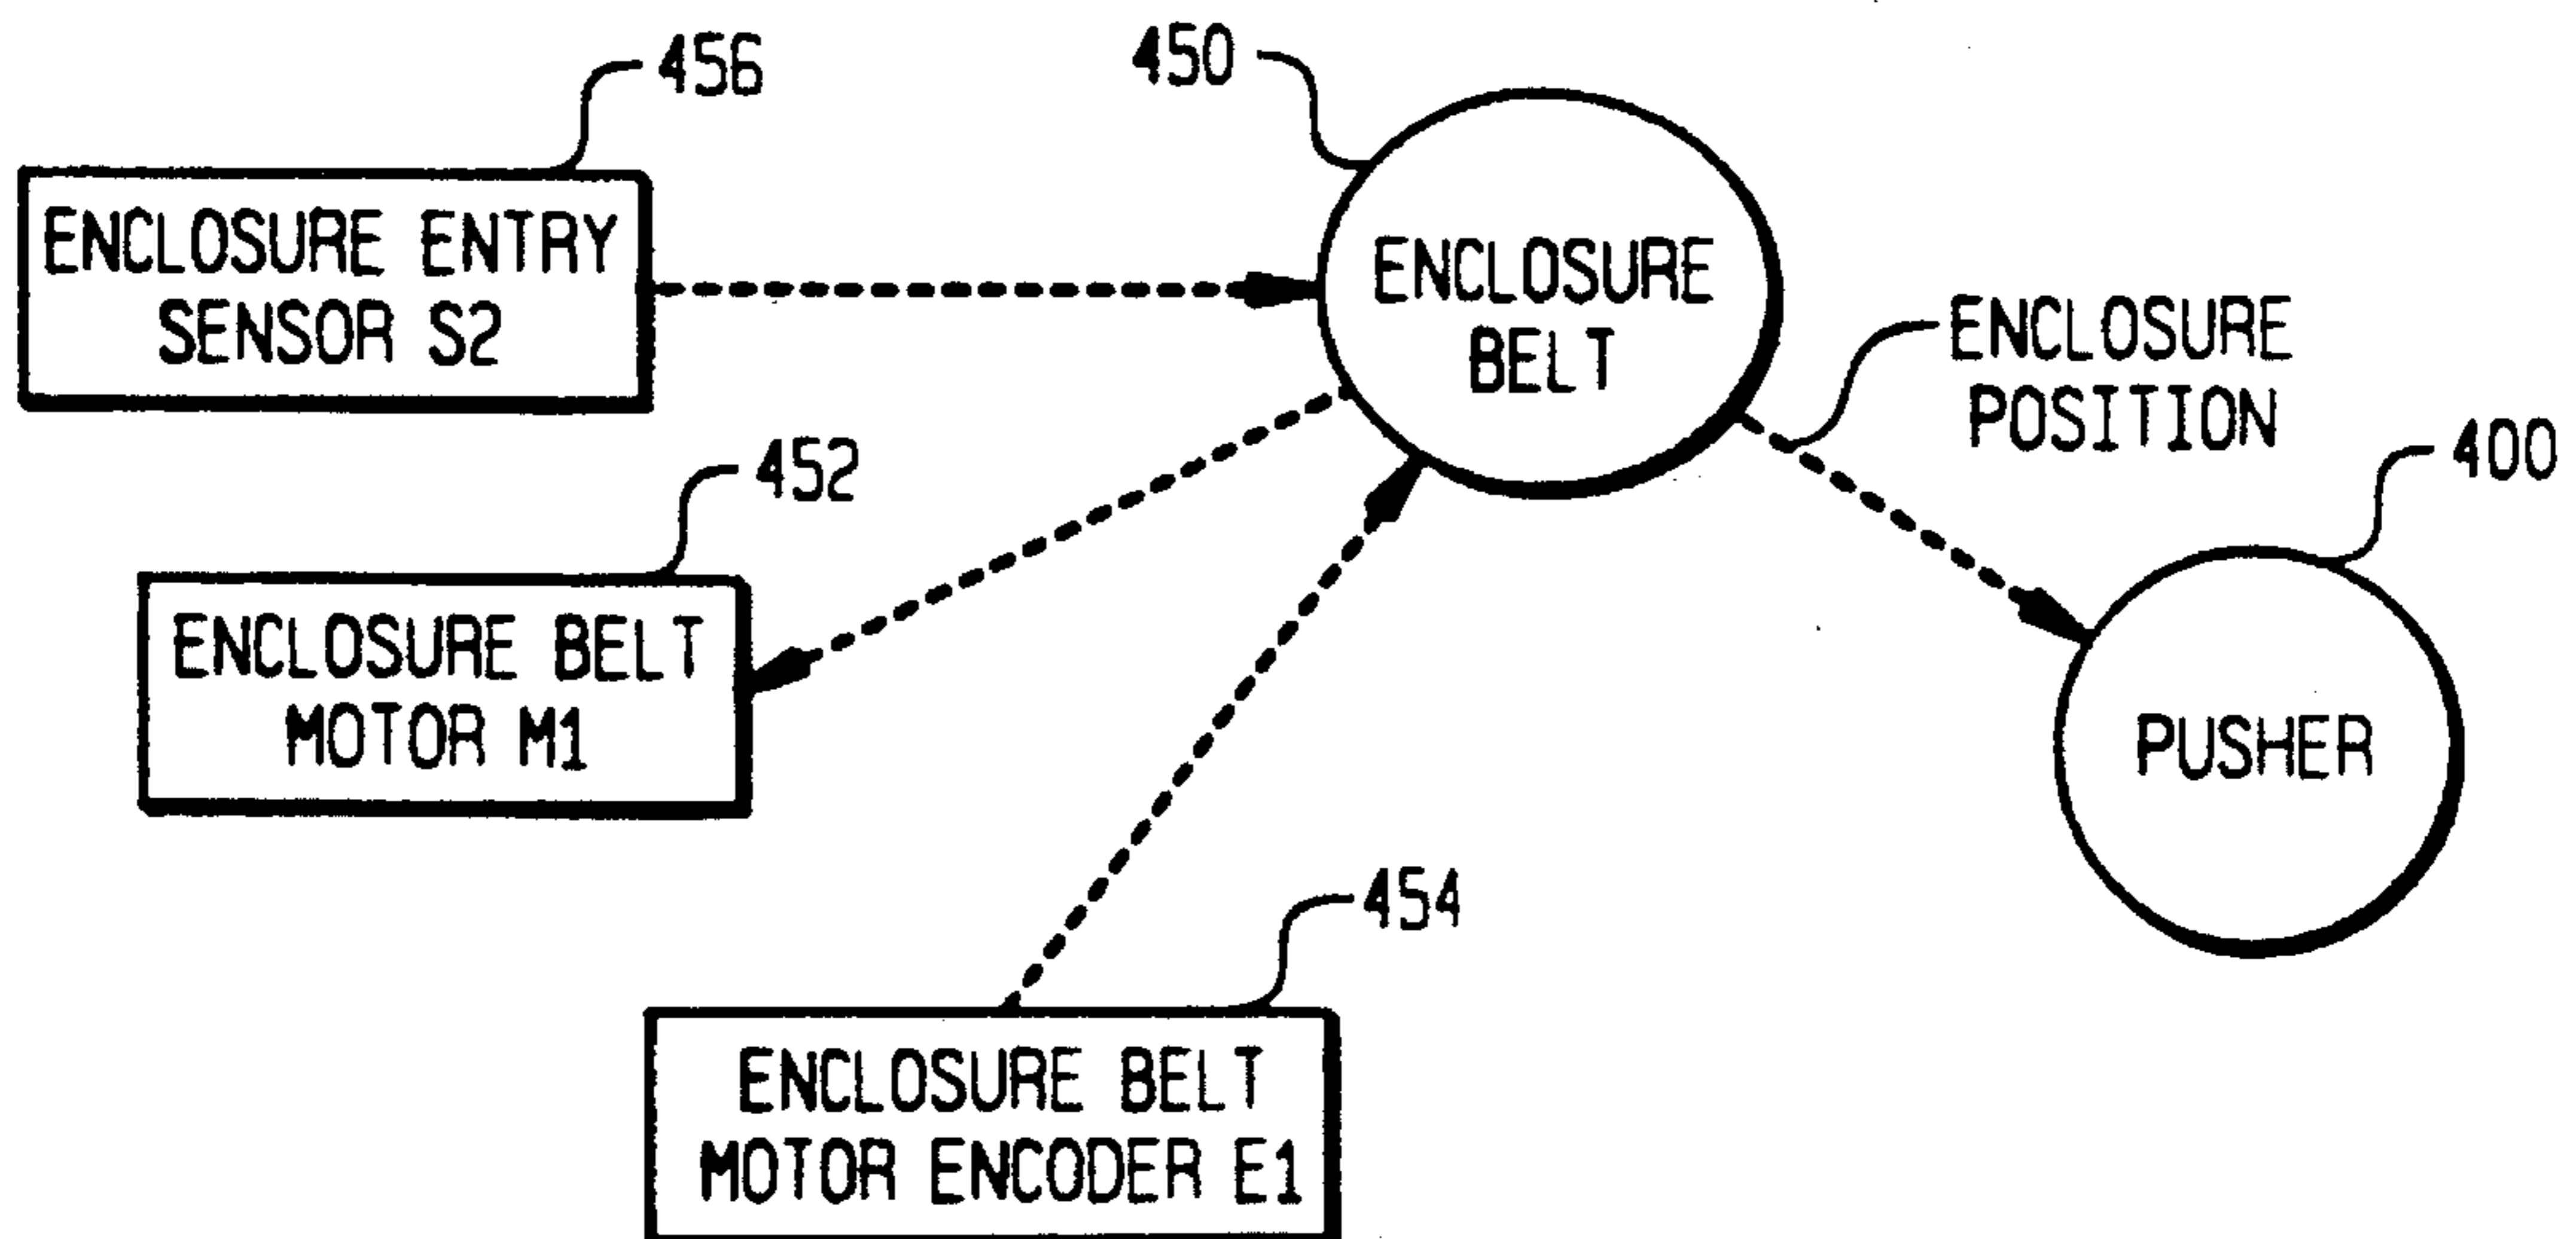 456
450
ENCLOSURE ENTRY
SENSOR S2
ENCLOSURE
BELT
ENCLOSURE
POSITION
452
400
ENCLOSURE BELT
MOTOR M1
PUSHER
454
ENCLOSURE BELT
MOTOR ENCODER E1